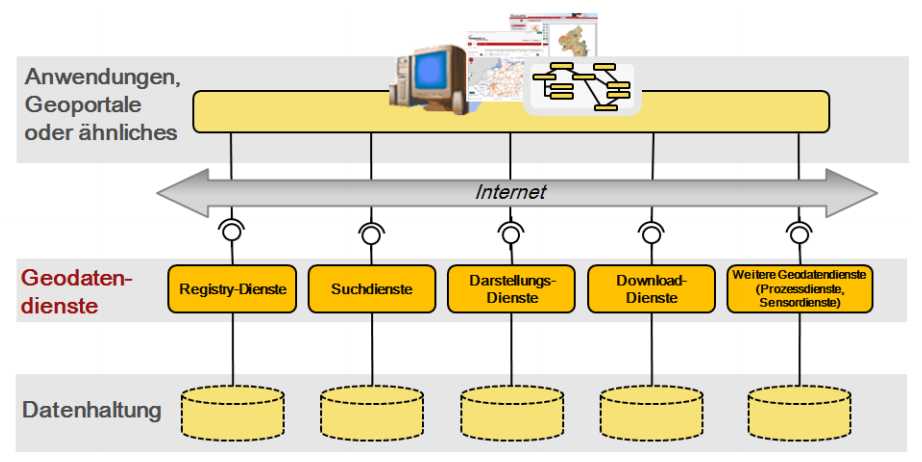 Anwendungen,
Geoportale
oder ähnliches
Internet
Geodaten-
dienste
Registry-Dienste
Suchdienste
Darstellungs-
Dienste
Download-
Dienste
Weitere Geodatendienste
(Prozessdienste,
Sensordienste)
Datenhaltung